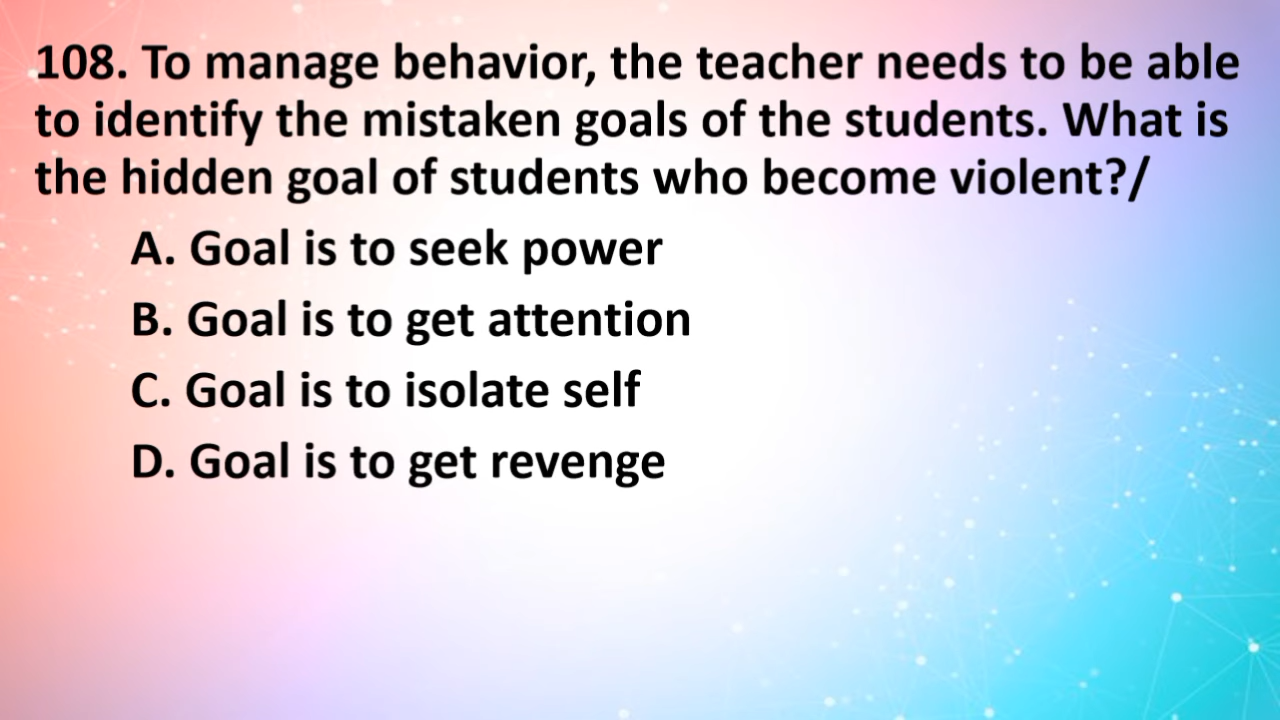 108. To manage behavior, the teacher needs to be able
to identify the mistaken goals of the students. What is
the hidden goal of students who become violent?/
A. Goal is to seek power
B. Goal is to get attention
C. Goal is to isolate self
D. Goal is to get revenge